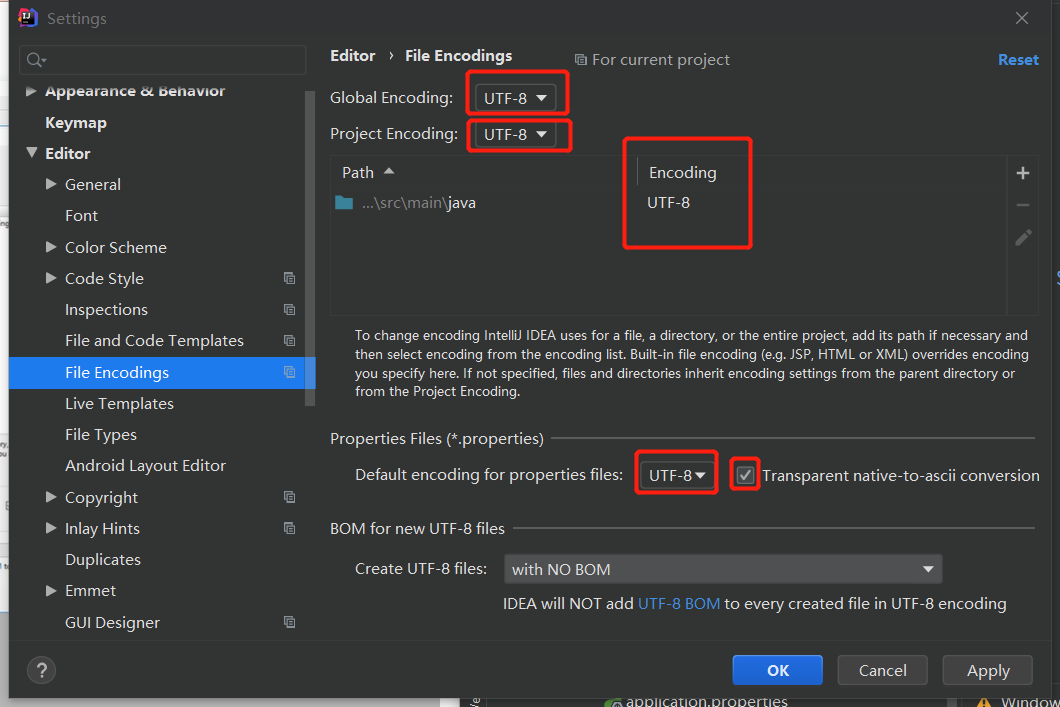 Settings
Editor › File Encodings
For current project
Reset
Appearance & Behavior
Keymap
Editor
General
Font
Color Scheme
Code Style
Inspections
File and Code Templates
File Encodings
Live Templates
File Types
Android Layout Editor
Copyright
Inlay Hints
Duplicates
Emmet
GUI Designer
Global Encoding: UTF-8
Project Encoding: UTF-8
Path Encoding
...\src\main\java UTF-8
To change encoding IntelliJ IDEA uses for a file, a directory, or the entire project, add its path if necessary and
then select encoding from the encoding list. Built-in file encoding (e.g. JSP, HTML or XML) overrides encoding
you specify here. If not specified, files and directories inherit encoding settings from the parent directory or
from the Project Encoding.
Properties Files (*.properties)
Default encoding for properties files: UTF-8 Transparent native-to-ascii conversion
BOM for new UTF-8 files
Create UTF-8 files: with NO BOM
IDEA will NOT add UTF-8 BOM to every created file in UTF-8 encoding
?
OK
Cancel
Apply
application.properties
Window